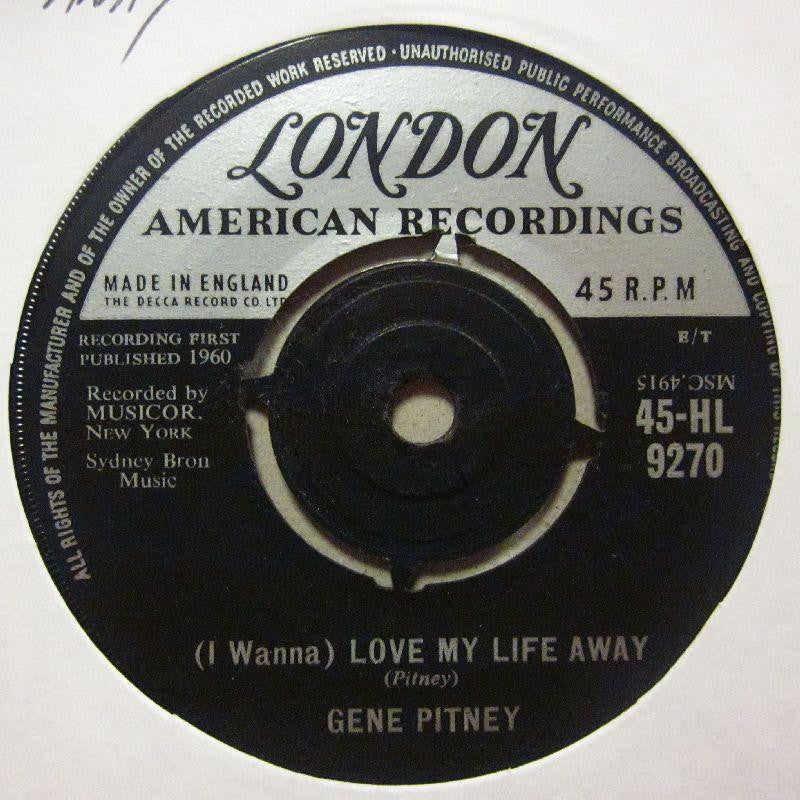 ALL RIGHTS OF THE MANUFACTURER AND OF THE OWNER OF THE RECORDED WORK RESERVED · UNAUTHORISED PUBLIC PERFORMANCE BROADCASTING AND COPYING OF THIS
LONDON
AMERICAN RECORDINGS
MADE IN ENGLAND
THE DECCA RECORD CO. LTD
45 R.P.M
RECORDING FIRST
PUBLISHED 1960
E/T
Recorded by
MUSICOR.
NEW YORK
Sydney Bron
Music
MSC.4915
45-HL
9270
(I Wanna) LOVE MY LIFE AWAY
(Pitney)
GENE PITNEY